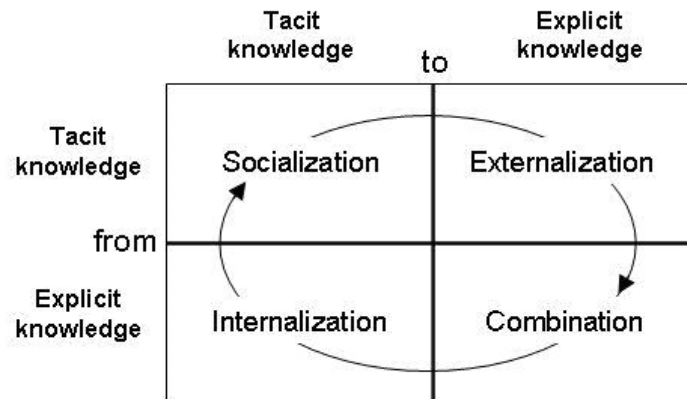 Tacit
knowledge
Explicit
knowledge
to
Tacit
knowledge
Socialization
Externalization
from
Explicit
knowledge
Internalization
Combination